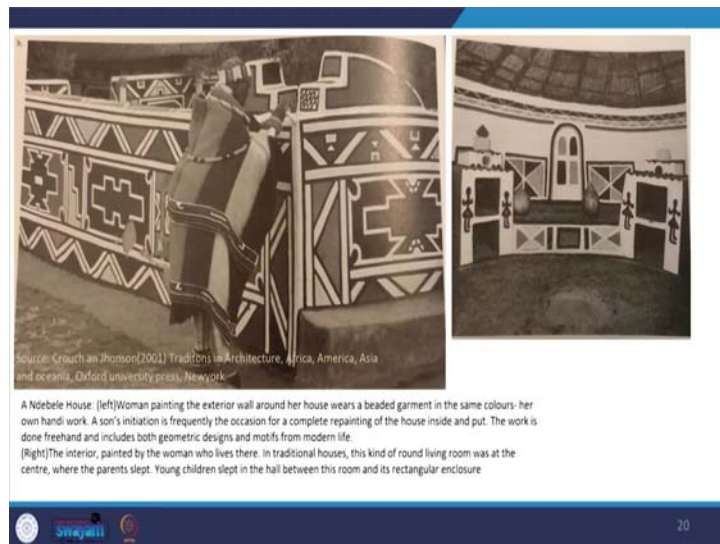 Source: Crouch an Jhonson(2001) Traditons in Architecture, Africa, America, Asia
and oceania, Oxford university press, Newyork
A Ndebele House: (left)Woman painting the exterior wall around her house wears a beaded garment in the same colours- her
own handi work. A son's initiation is frequently the occasion for a complete repainting of the house inside and put. The work is
done freehand and includes both geometric designs and motifs from modern life.
(Right)The interior, painted by the woman who lives there. In traditional houses, this kind of round living room was at the
centre, where the parents slept. Young children slept in the hall between this room and its rectangular enclosure
swayam
20